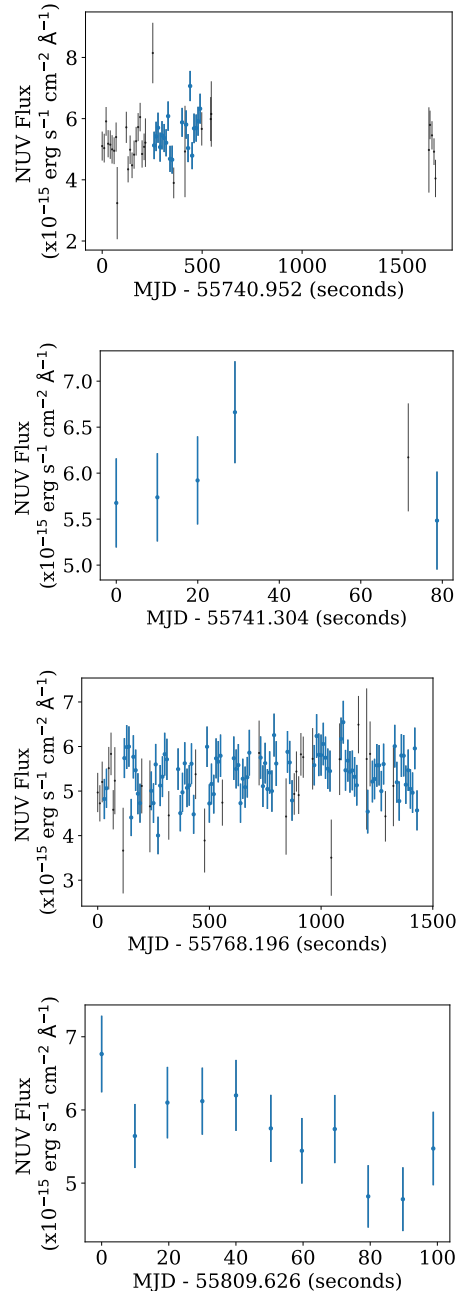 NUV Flux
(x10⁻¹⁵ erg s⁻¹ cm⁻² Å⁻¹)
8
6
4
2
0 500 1000 1500
MJD - 55740.952 (seconds)
NUV Flux
(x10⁻¹⁵ erg s⁻¹ cm⁻² Å⁻¹)
7.0
6.5
6.0
5.5
5.0
0 20 40 60 80
MJD - 55741.304 (seconds)
NUV Flux
(x10⁻¹⁵ erg s⁻¹ cm⁻² Å⁻¹)
7
6
5
4
3
0 500 1000 1500
MJD - 55768.196 (seconds)
NUV Flux
(x10⁻¹⁵ erg s⁻¹ cm⁻² Å⁻¹)
7
6
5
0 20 40 60 80 100
MJD - 55809.626 (seconds)